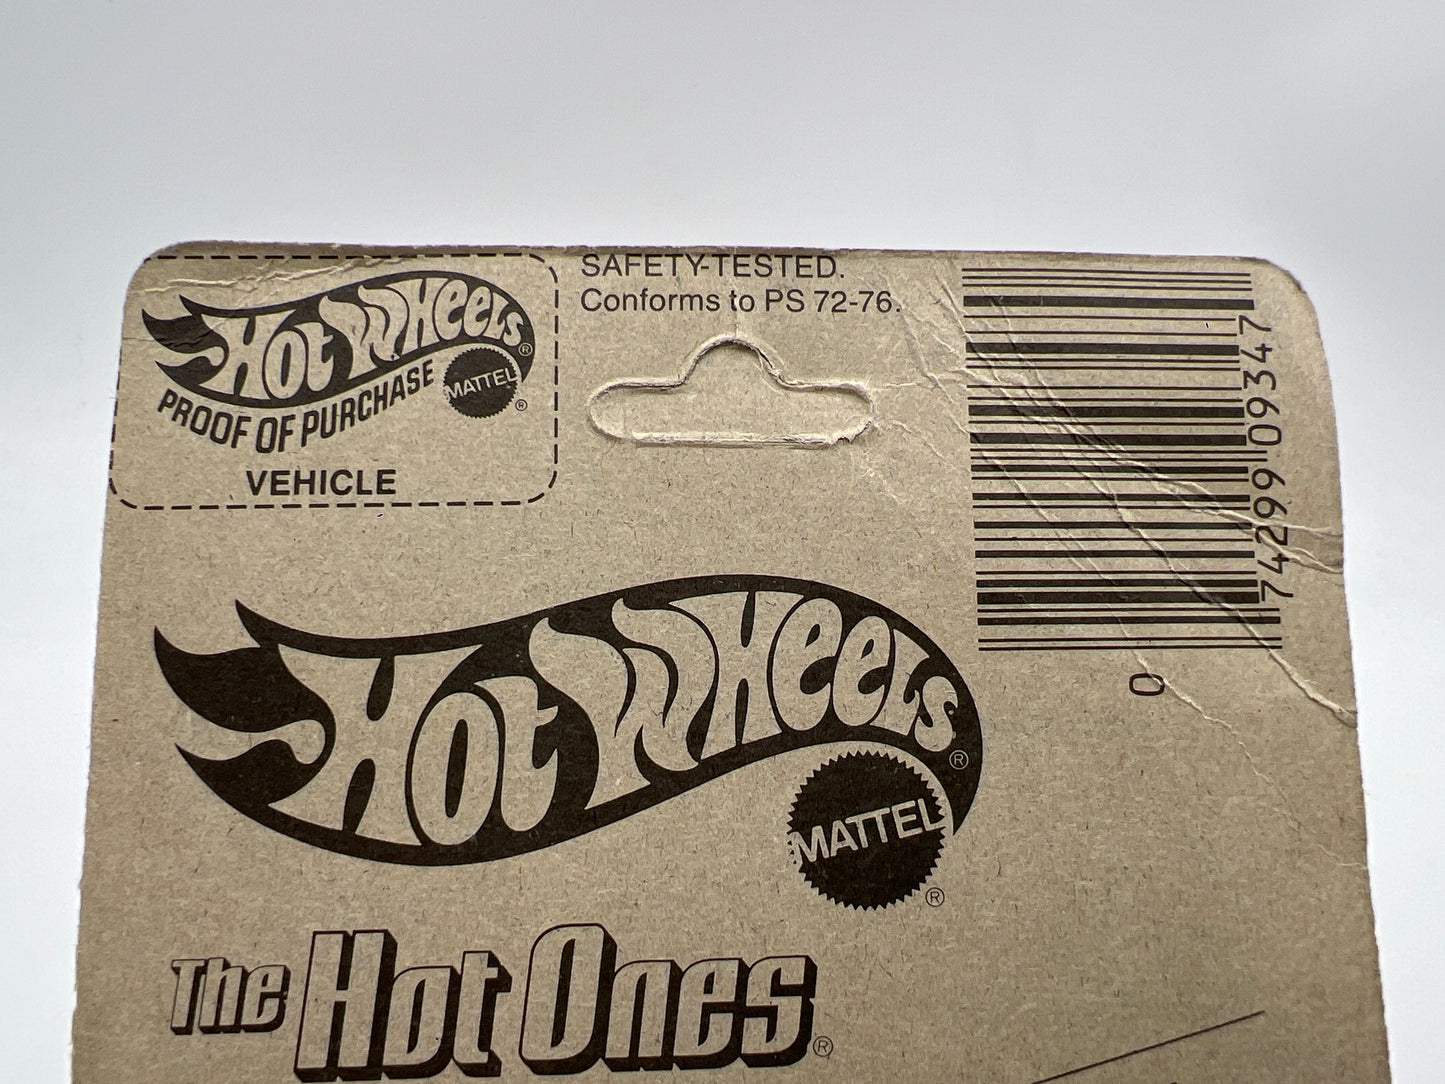 Hot Wheels®
PROOF OF PURCHASE
MATTEL®
VEHICLE
SAFETY-TESTED.
Conforms to PS 72-76.
0 74299 09347
Hot Wheels®
MATTEL®
The Hot Ones®